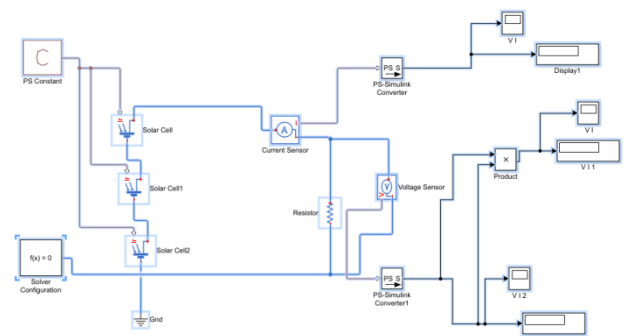 V I
C
PS Constant
PS S
PS-Simulink
Converter
Display1
Solar Cell
A
I
Current Sensor
V I
×
Product
V I 1
Solar Cell1
V
Voltage Sensor
Resistor
f(x) = 0
Solver
Configuration
Solar Cell2
PS S
PS-Simulink
Converter1
V I 2
Gnd